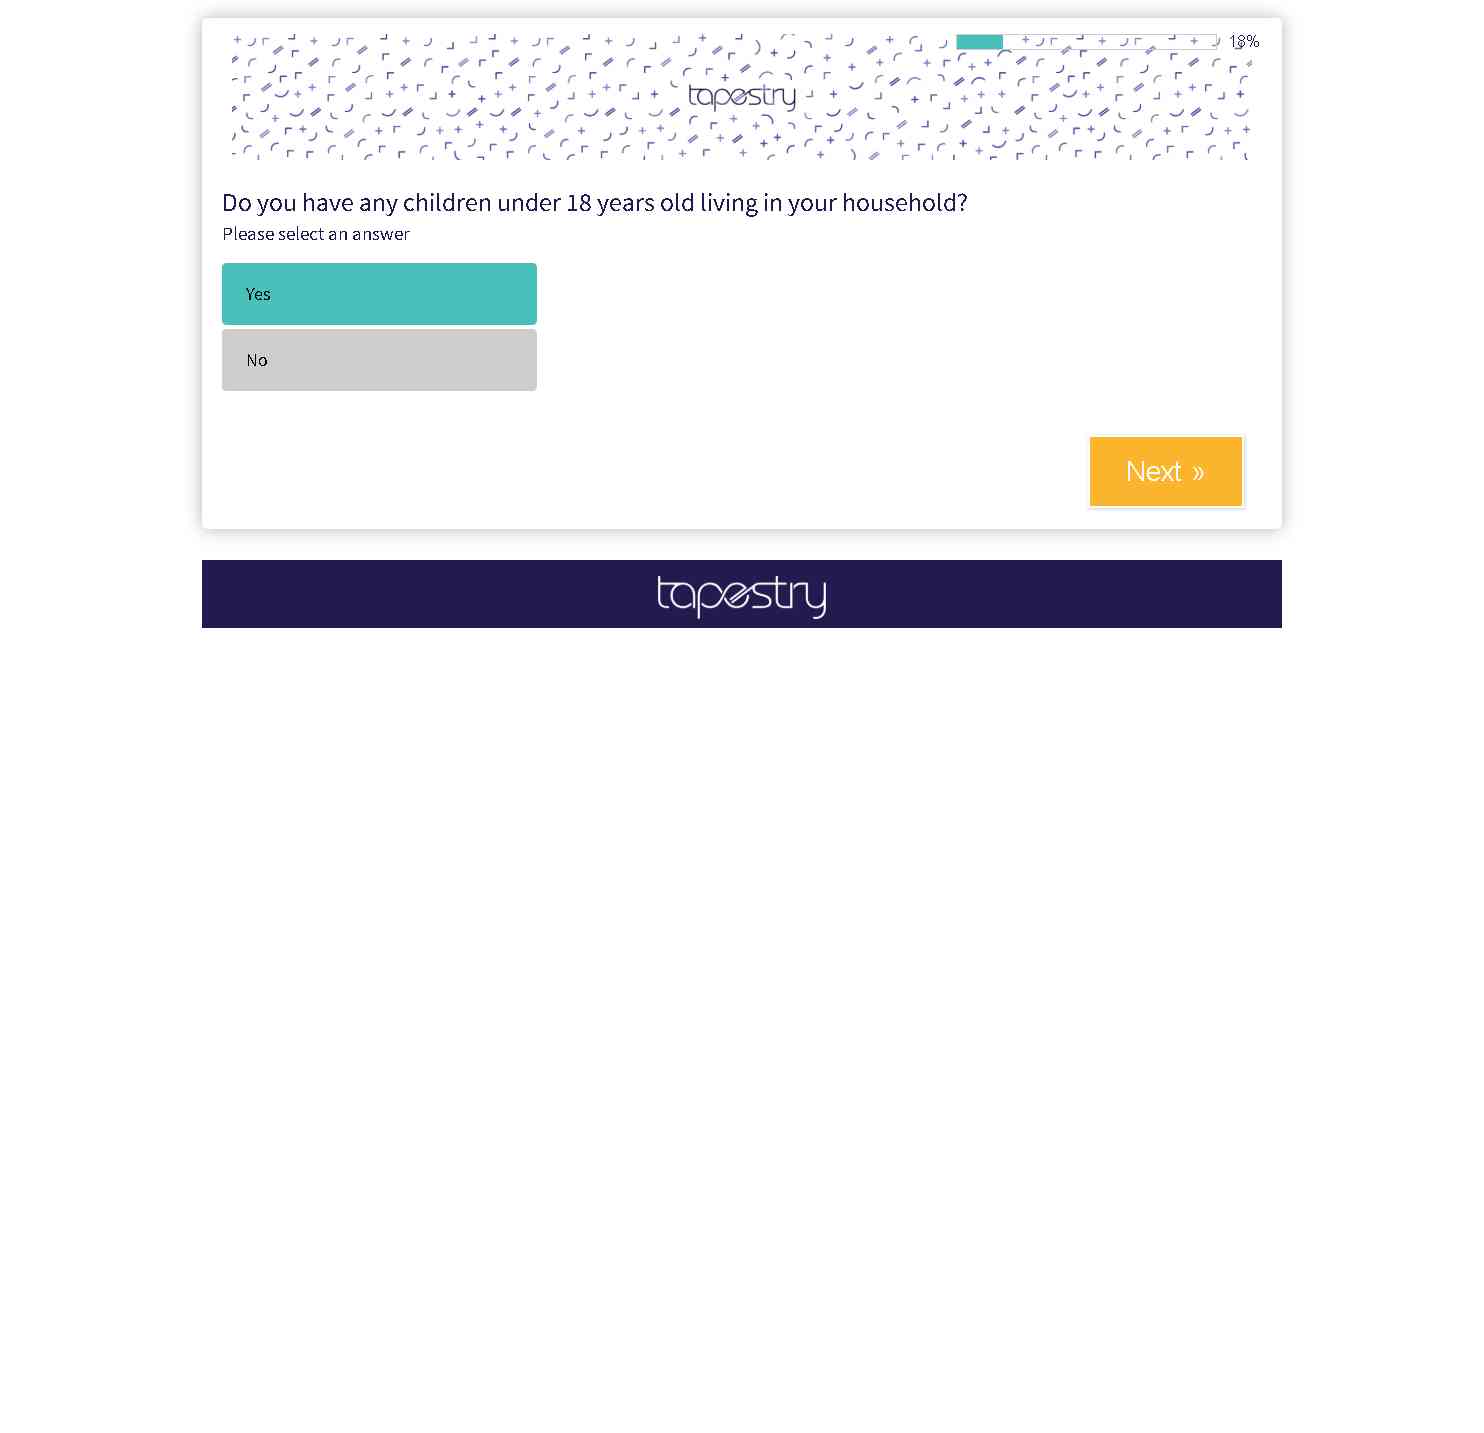 18%
tapestry
Do you have any children under 18 years old living in your household?
Please select an answer
Yes
No
Next »
tapestry